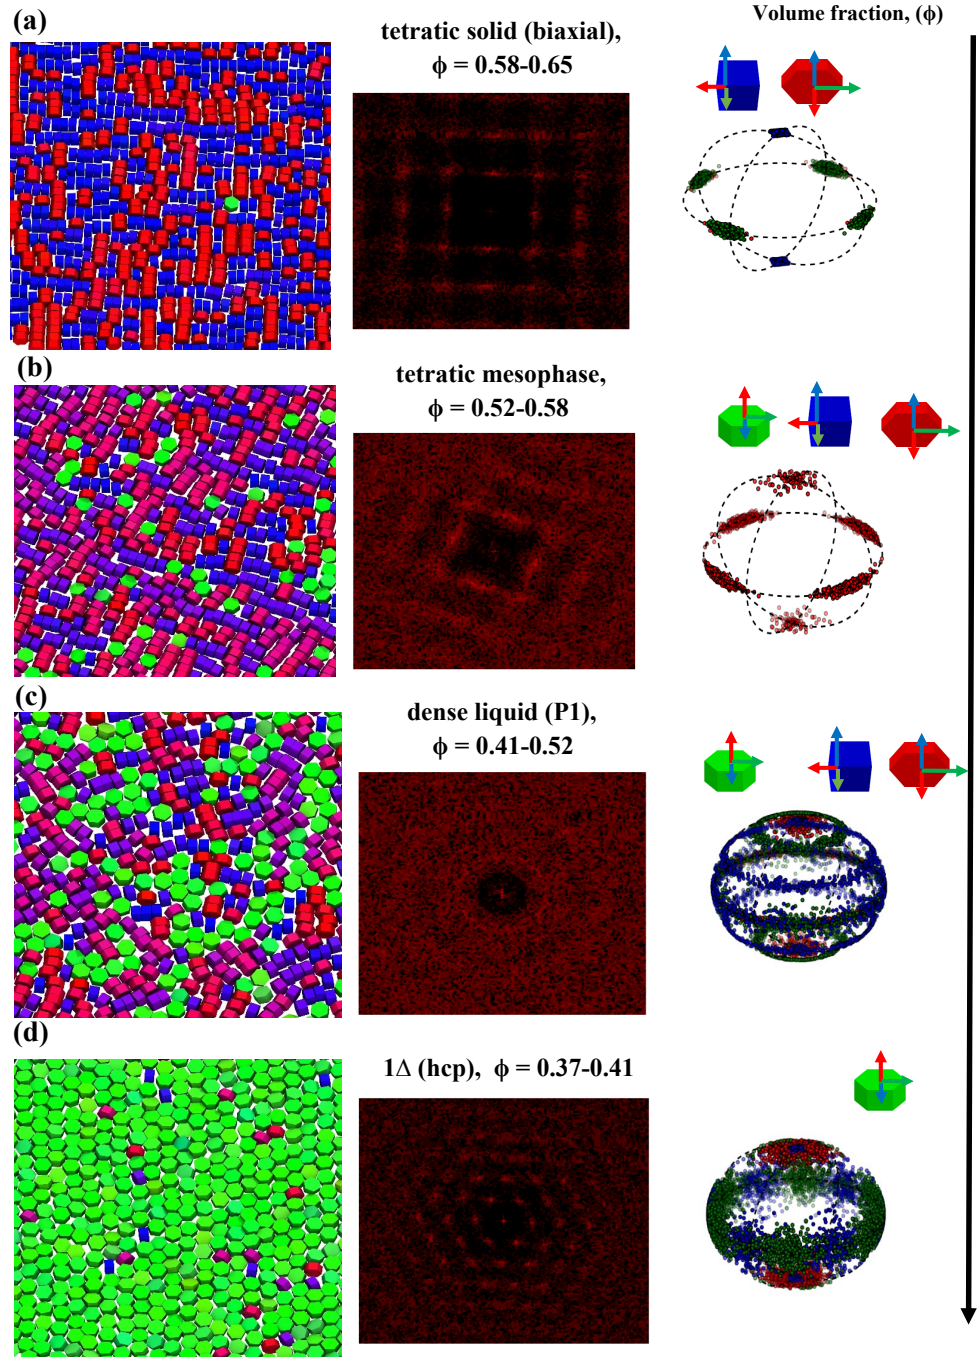 (a)
tetratic solid (biaxial),
ϕ = 0.58-0.65
Volume fraction, (ϕ)
(b)
tetratic mesophase,
ϕ = 0.52-0.58
(c)
dense liquid (P1),
ϕ = 0.41-0.52
(d)
1Δ (hcp), ϕ = 0.37-0.41